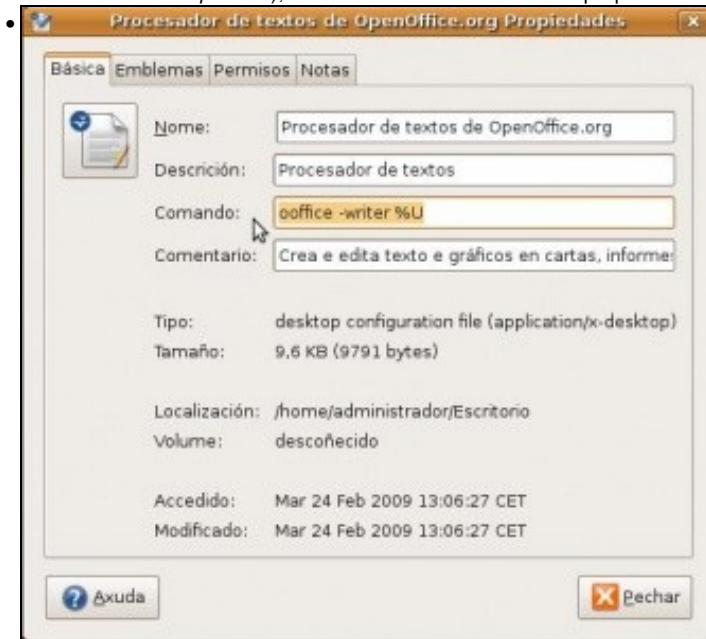 Procesador de textos de OpenOffice.org Propiedades
Básica Emblemas Permisos Notas
Nome: Procesador de textos de OpenOffice.org
Descrición: Procesador de textos
Comando: ooffice -writer %U
Comentario: Crea e edita texto e gráficos en cartas, informe
Tipo: desktop configuration file (application/x-desktop)
Tamaño: 9,6 KB (9791 bytes)
Localización: /home/administrador/Escritorio
Volume: descoñecido
Accedido: Mar 24 Feb 2009 13:06:27 CET
Modificado: Mar 24 Feb 2009 13:06:27 CET
Axuda Pechar